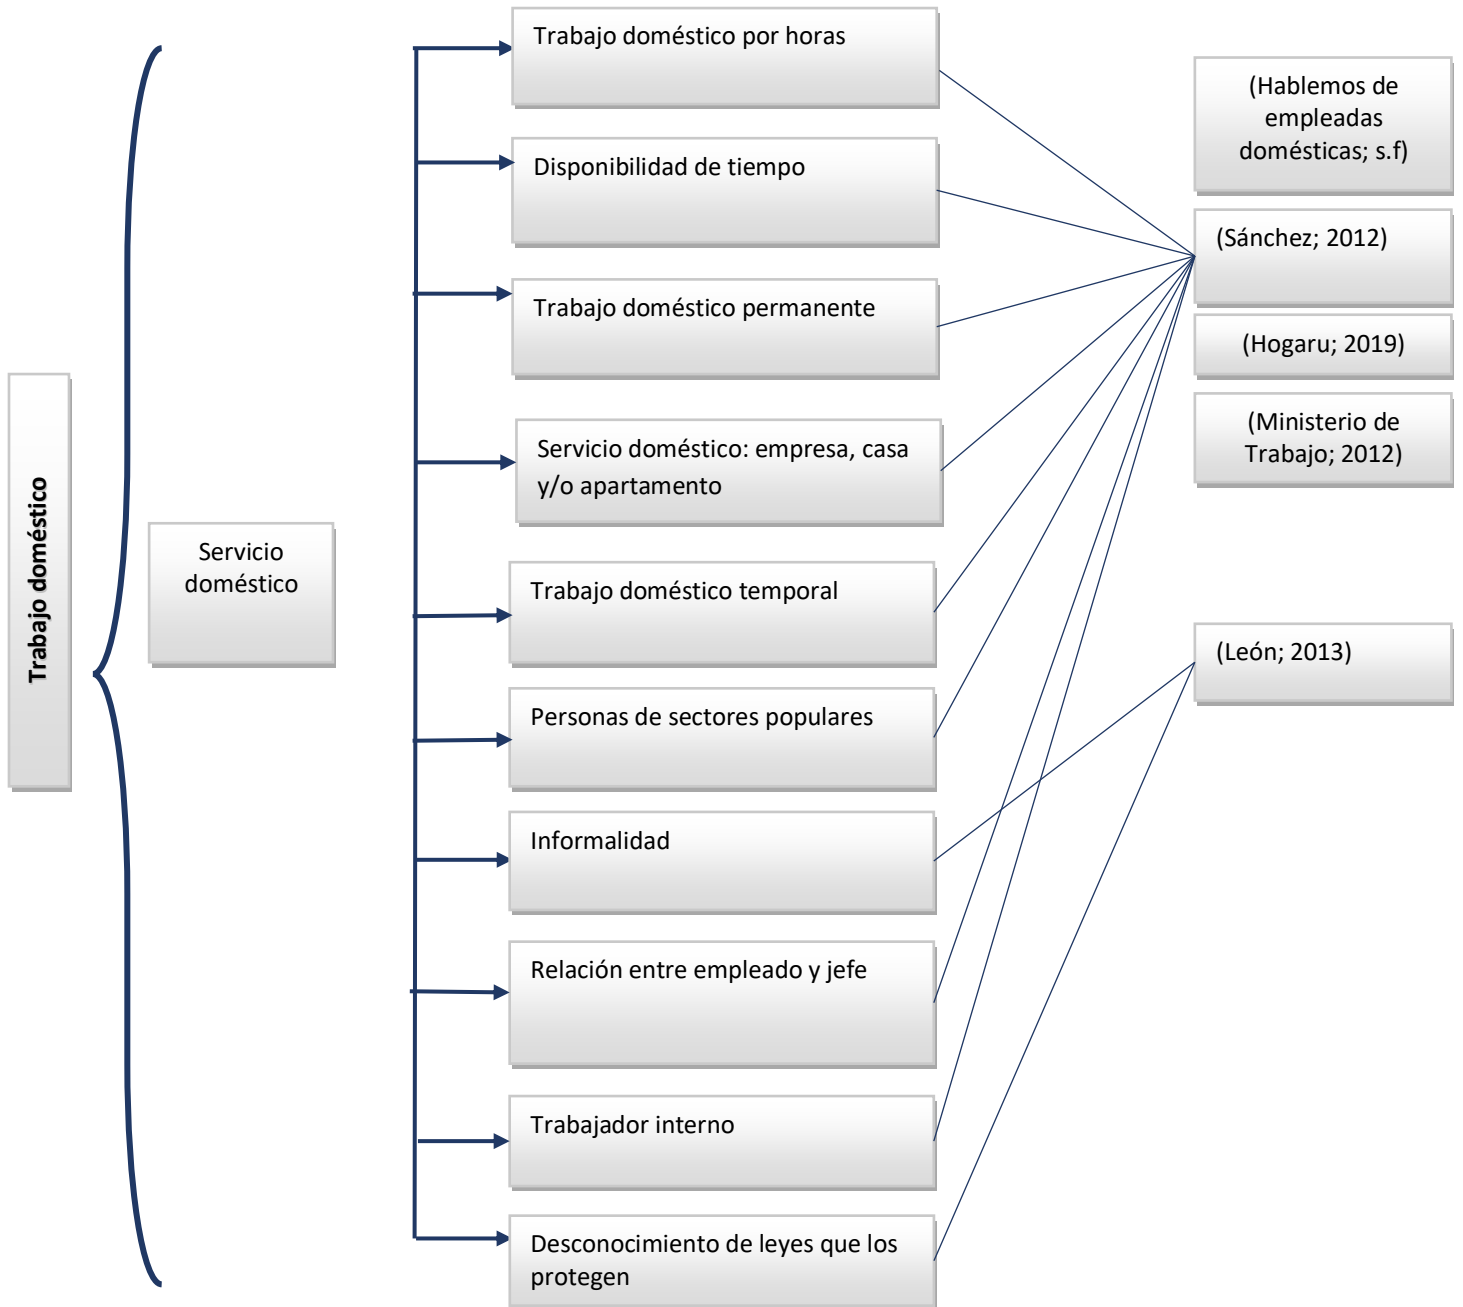 Trabajo doméstico
Servicio
doméstico
Trabajo doméstico por horas
Disponibilidad de tiempo
Trabajo doméstico permanente
Servicio doméstico: empresa, casa
y/o apartamento
Trabajo doméstico temporal
Personas de sectores populares
Informalidad
Relación entre empleado y jefe
Trabajador interno
Desconocimiento de leyes que los
protegen
(Hablemos de
empleadas
domésticas; s.f)
(Sánchez; 2012)
(Hogaru; 2019)
(Ministerio de
Trabajo; 2012)
(León; 2013)